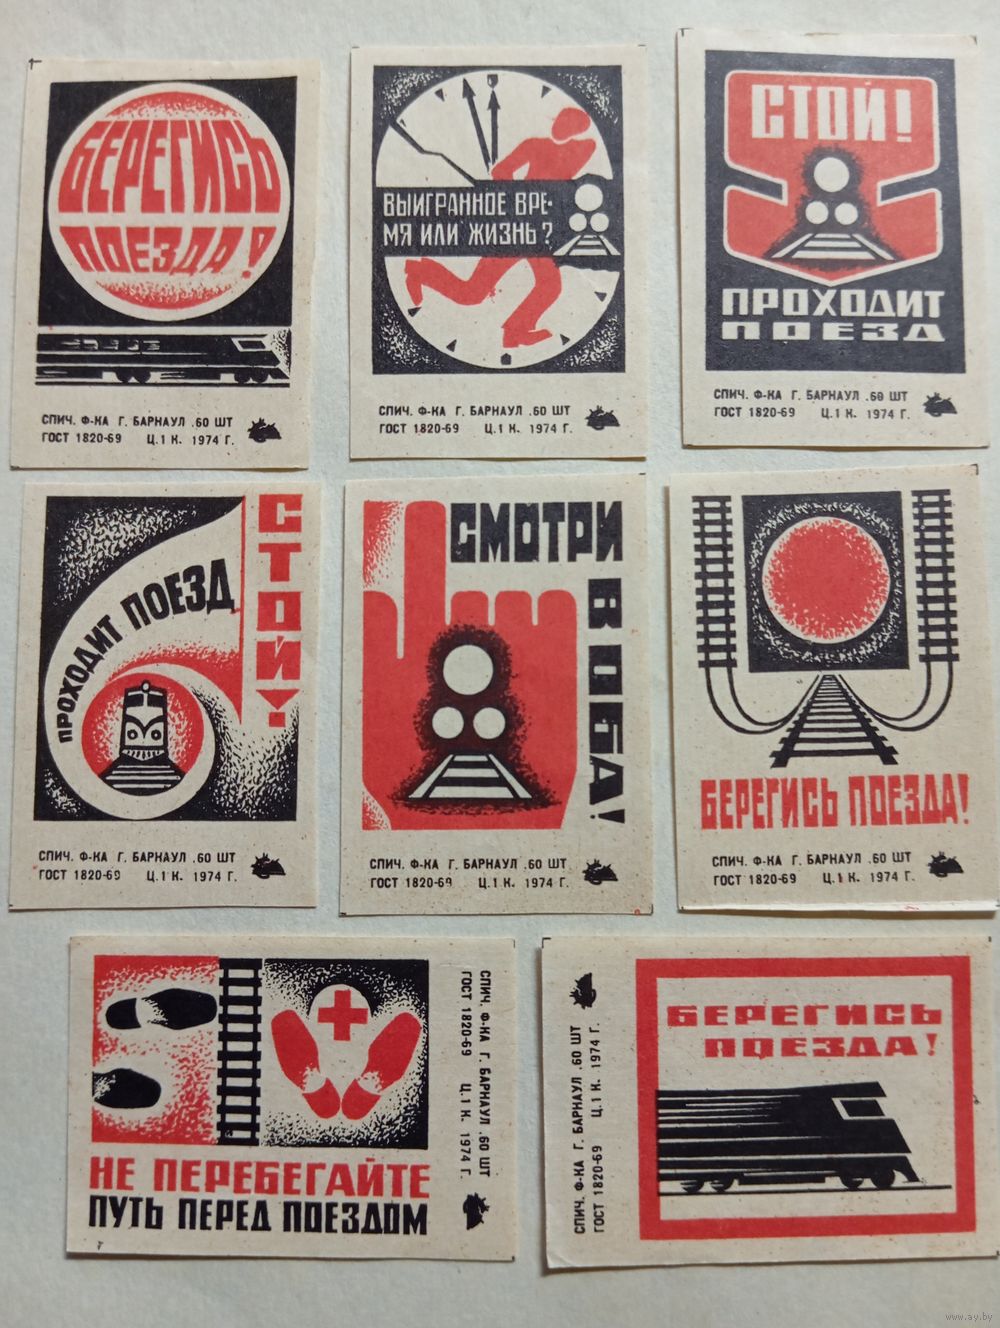 БЕРЕГИСЬ
ПОЕЗДА!
СПИЧ. Ф-КА Г. БАРНАУЛ .60 ШТ
ГОСТ 1820-69 Ц.1 К. 1974 Г.
ВЫИГРАННОЕ ВРЕ-
МЯ ИЛИ ЖИЗНЬ?
СПИЧ. Ф-КА Г. БАРНАУЛ .60 ШТ
ГОСТ 1820-69 Ц.1 К. 1974 Г.
СТОЙ!
ПРОХОДИТ
ПОЕЗД
СПИЧ. Ф-КА Г. БАРНАУЛ .60 ШТ
ГОСТ 1820-69 Ц.1 К. 1974 Г.
СТОЙ!
ПРОХОДИТ ПОЕЗД
СПИЧ. Ф-КА Г. БАРНАУЛ .60 ШТ
ГОСТ 1820-69 Ц.1 К. 1974 Г.
СМОТРИ
В ОБА!
СПИЧ. Ф-КА Г. БАРНАУЛ .60 ШТ
ГОСТ 1820-69 Ц.1 К. 1974 Г.
БЕРЕГИСЬ ПОЕЗДА!
СПИЧ. Ф-КА Г. БАРНАУЛ .60 ШТ
ГОСТ 1820-69 Ц.1 К. 1974 Г.
НЕ ПЕРЕБЕГАЙТЕ
ПУТЬ ПЕРЕД ПОЕЗДОМ
СПИЧ. Ф-КА Г. БАРНАУЛ .60 ШТ
ГОСТ 1820-69 Ц.1 К. 1974 Г.
БЕРЕГИСЬ
ПОЕЗДА!
СПИЧ. Ф-КА Г. БАРНАУЛ .60 ШТ
ГОСТ 1820-69 Ц.1 К. 1974 Г.
www.ay.by